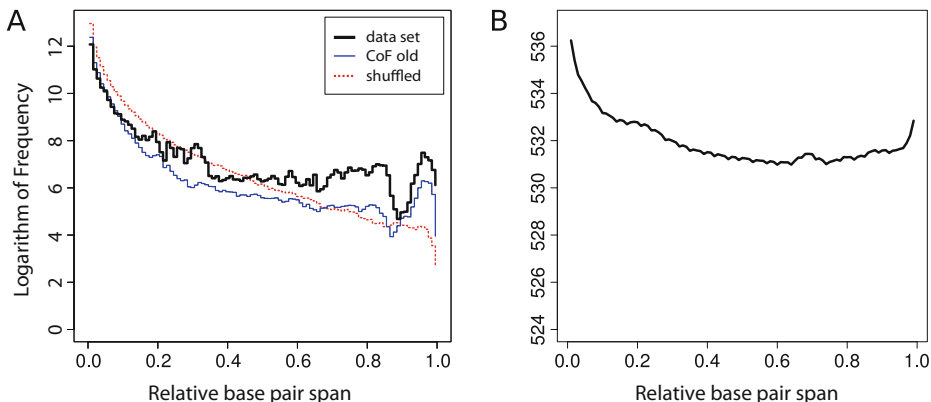 A
data set
CoF old
shuffled
Logarithm of Frequency
12
10
8
6
4
2
0
0.0 0.2 0.4 0.6 0.8 1.0
Relative base pair span
B
536
534
532
530
528
526
524
0.0 0.2 0.4 0.6 0.8 1.0
Relative base pair span